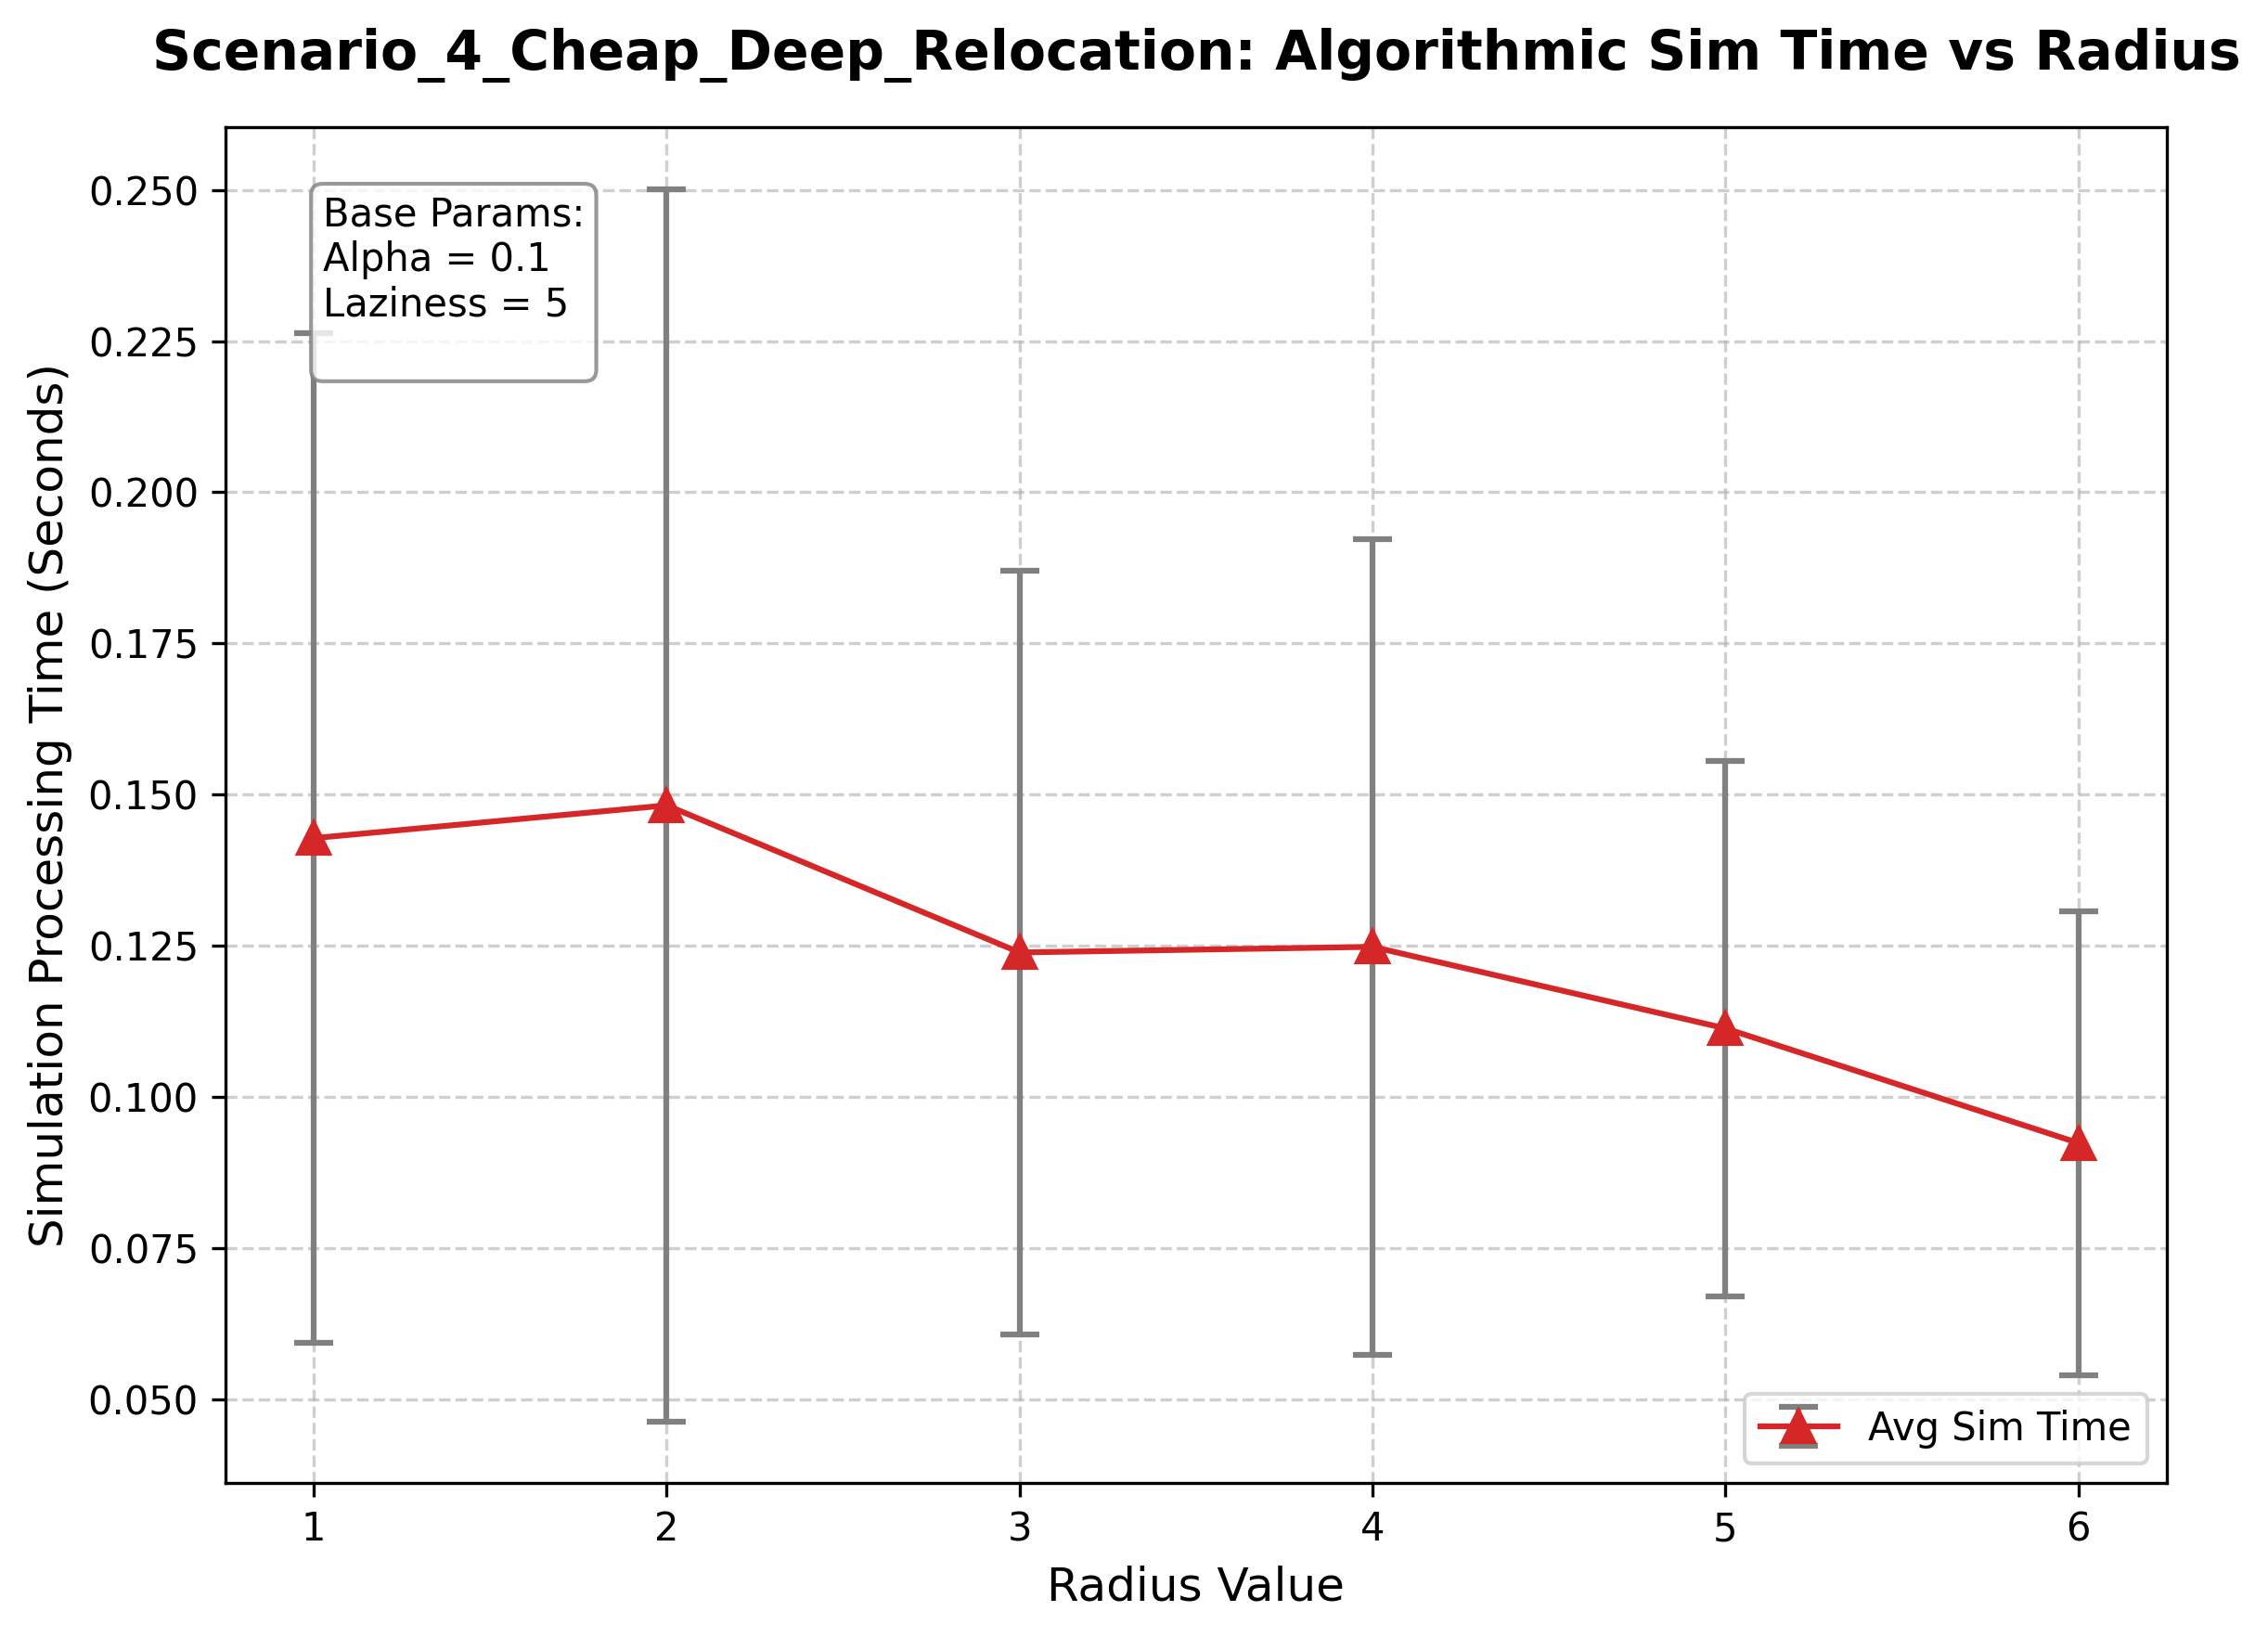 Scenario_4_Cheap_Deep_Relocation: Algorithmic Sim Time vs Radius
Simulation Processing Time (Seconds)
0.250
0.225
0.200
0.175
0.150
0.125
0.100
0.075
0.050
Base Params:
Alpha = 0.1
Laziness = 5
Avg Sim Time
1 2 3 4 5 6
Radius Value